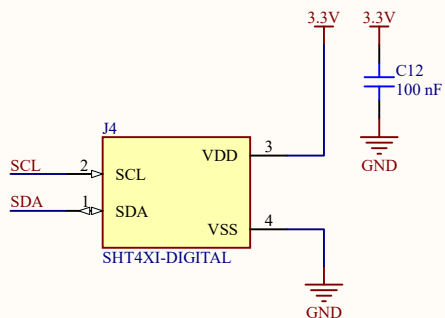 3.3V 3.3V
C12
100 nF
J4
GND
VDD 3
SCL 2 SCL
SDA 1 SDA
VSS 4
SHT4XI-DIGITAL
GND